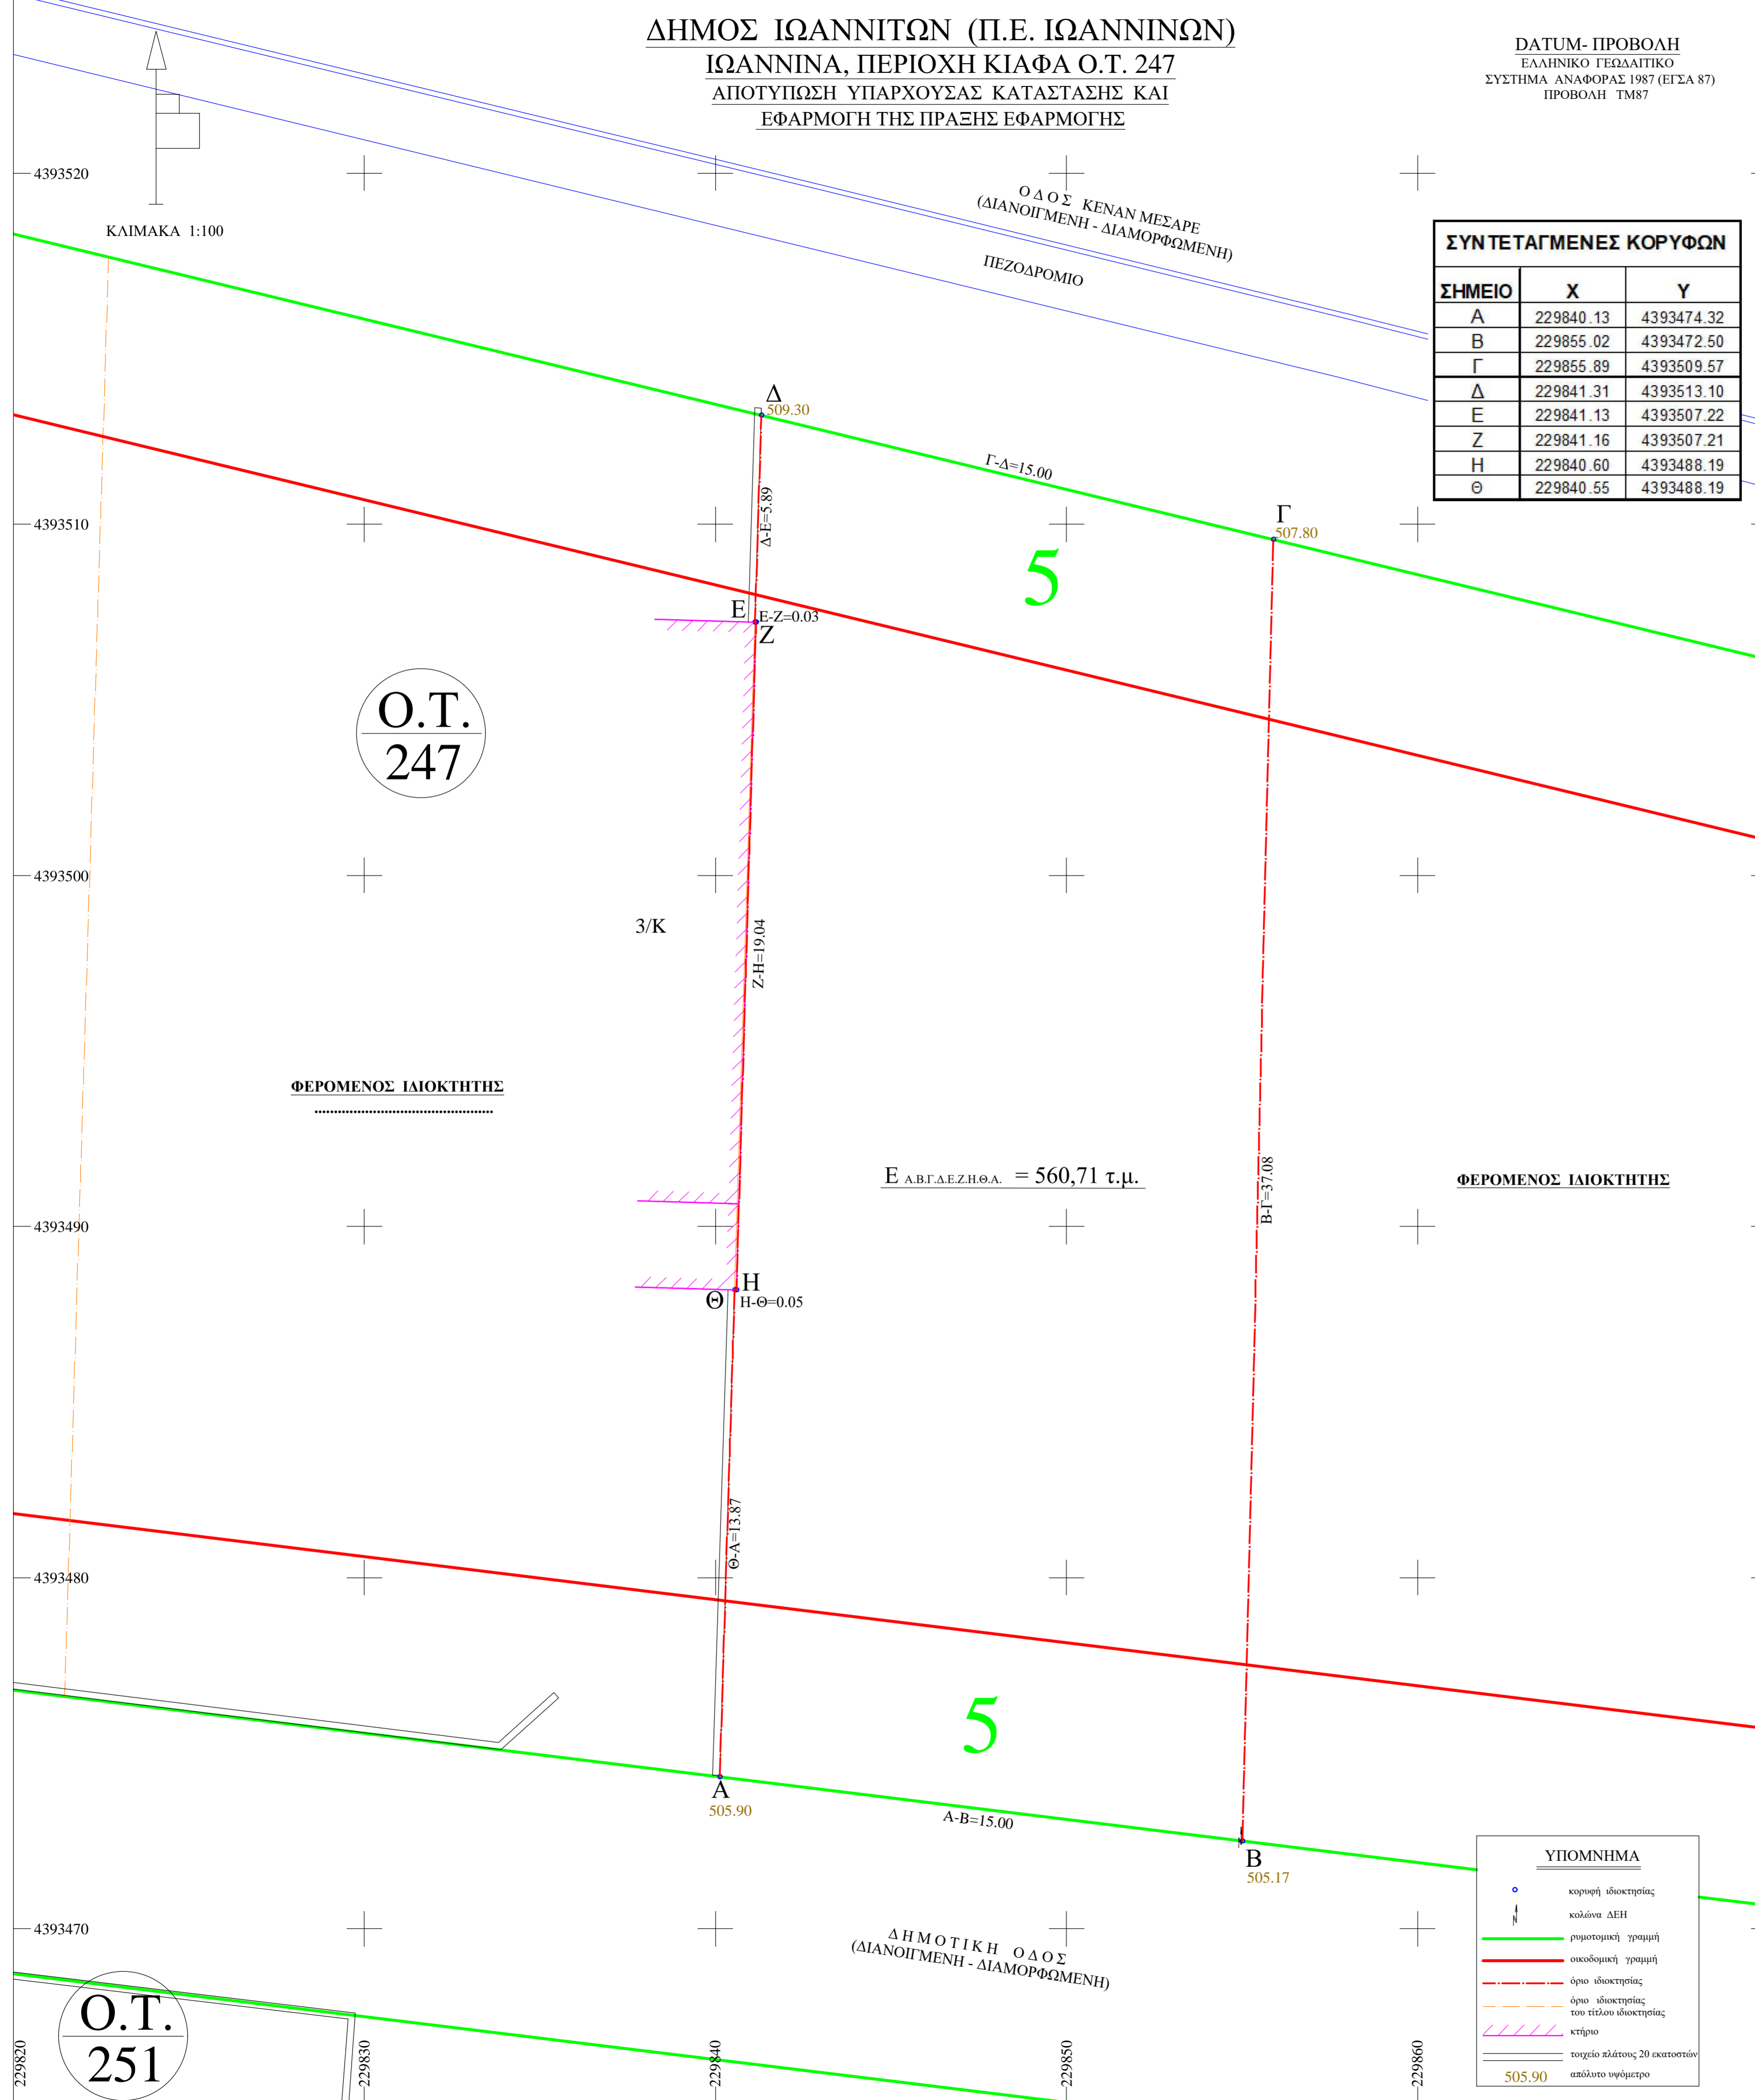 ΔΗΜΟΣ ΙΩΑΝΝΙΤΩΝ (Π.Ε. ΙΩΑΝΝΙΝΩΝ)
ΙΩΑΝΝΙΝΑ, ΠΕΡΙΟΧΗ ΚΙΑΦΑ Ο.Τ. 247
ΑΠΟΤΥΠΩΣΗ ΥΠΑΡΧΟΥΣΑΣ ΚΑΤΑΣΤΑΣΗΣ ΚΑΙ
ΕΦΑΡΜΟΓΗ ΤΗΣ ΠΡΑΞΗΣ ΕΦΑΡΜΟΓΗΣ
DATUM- ΠΡΟΒΟΛΗ
ΕΛΛΗΝΙΚΟ ΓΕΩΔΑΙΤΙΚΟ
ΣΥΣΤΗΜΑ ΑΝΑΦΟΡΑΣ 1987 (ΕΓΣΑ 87)
ΠΡΟΒΟΛΗ ΤΜ87
4393520
ΚΛΙΜΑΚΑ 1:100
Ο Δ Ο Σ ΚΕΝΑΝ ΜΕΣΑΡΕ
(ΔΙΑΝΟΙΓΜΕΝΗ - ΔΙΑΜΟΡΦΩΜΕΝΗ)
ΠΕΖΟΔΡΟΜΙΟ
ΣΥΝΤΕΤΑΓΜΕΝΕΣ ΚΟΡΥΦΩΝ
ΣΗΜΕΙΟ X Y
Α 229840.13 4393474.32
Β 229855.02 4393472.50
Γ 229855.89 4393509.57
Δ 229841.31 4393513.10
Ε 229841.13 4393507.22
Ζ 229841.16 4393507.21
Η 229840.60 4393488.19
Θ 229840.55 4393488.19
Δ
509.30
Γ-Δ=15.00
Δ-Ε=5.89
4393510
Γ
507.80
5
Ε
Ε-Ζ=0.03
Ζ
Ο.Τ.
247
4393500
3/Κ
Ζ-Η=19.04
ΦΕΡΟΜΕΝΟΣ ΙΔΙΟΚΤΗΤΗΣ
..............................................
Ε Α.Β.Γ.Δ.Ε.Ζ.Η.Θ.Α. = 560,71 τ.μ.
Β-Γ=37.08
ΦΕΡΟΜΕΝΟΣ ΙΔΙΟΚΤΗΤΗΣ
4393490
Η
Θ
Η-Θ=0.05
Θ-Α=13.87
4393480
5
Α
505.90
Α-Β=15.00
Β
505.17
4393470
Δ Η Μ Ο Τ Ι Κ Η Ο Δ Ο Σ
(ΔΙΑΝΟΙΓΜΕΝΗ - ΔΙΑΜΟΡΦΩΜΕΝΗ)
Ο.Τ.
251
229820
229830
229840
229850
229860
ΥΠΟΜΝΗΜΑ
κορυφή ιδιοκτησίας
κολώνα ΔΕΗ
ρυμοτομική γραμμή
οικοδομική γραμμή
όριο ιδιοκτησίας
όριο ιδιοκτησίας
του τίτλου ιδιοκτησίας
κτήριο
τοιχείο πλάτους 20 εκατοστών
505.90 απόλυτο υψόμετρο